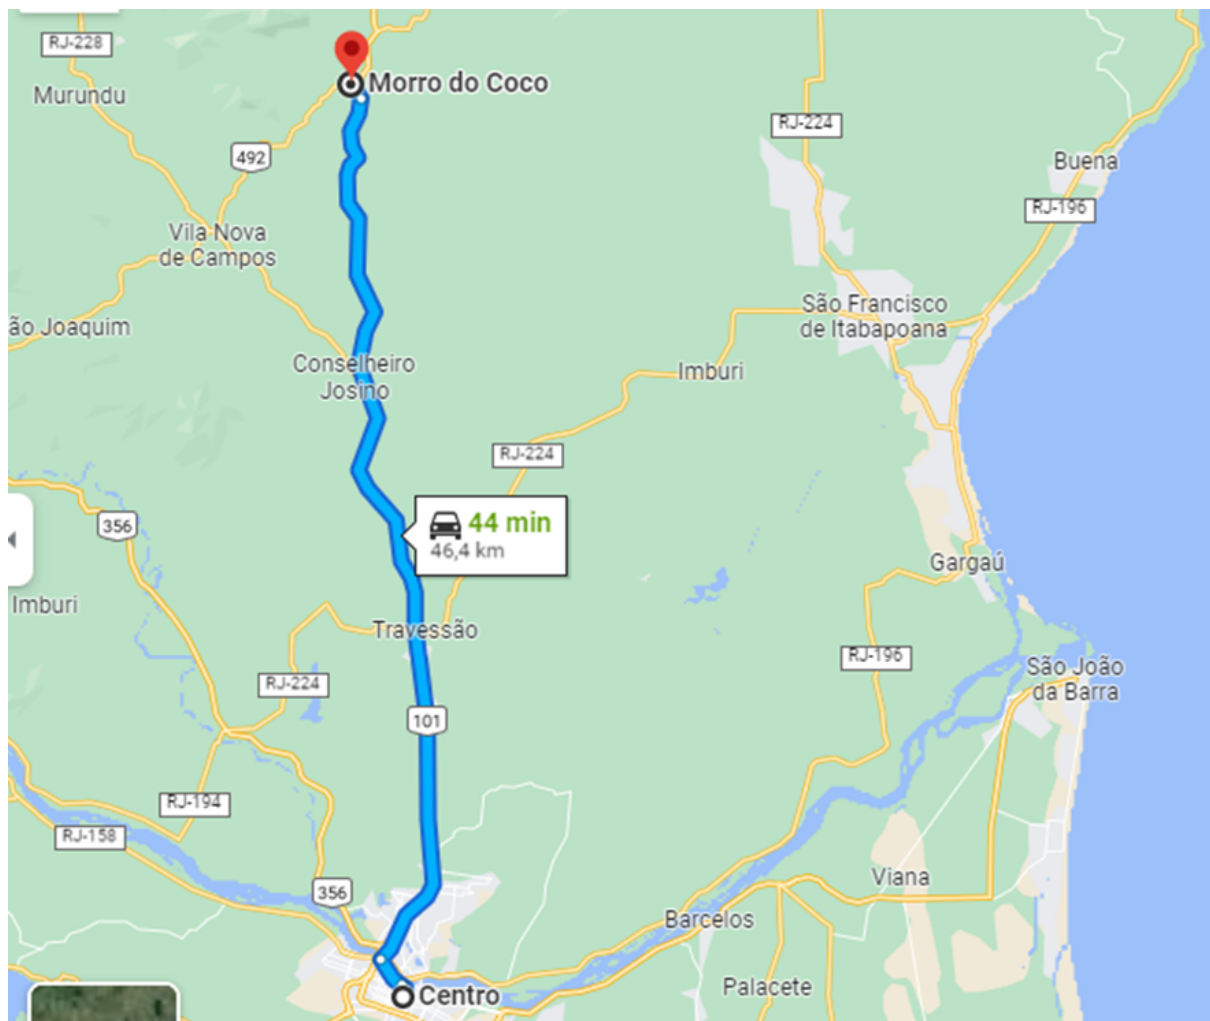 RJ-228
Morro do Coco
Murundu
RJ-224
492
Buena
RJ-196
Vila Nova
de Campos
São Francisco
de Itabapoana
ão Joaquim
Conselheiro
Josino
Imburi
RJ-224
356
44 min
46,4 km
Gargaú
Imburi
Travessão
RJ-196
São João
da Barra
RJ-224
101
RJ-194
RJ-158
Viana
356
Barcelos
Palacete
Centro